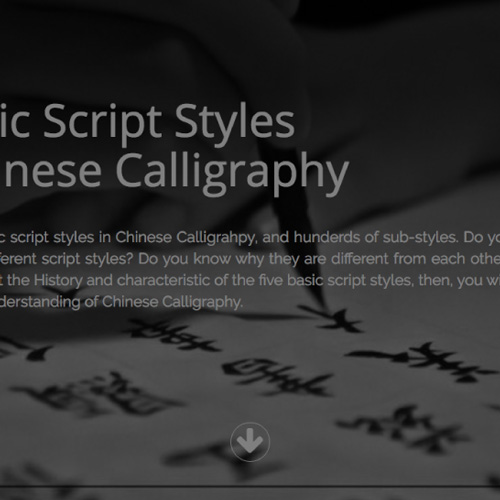 ic Script Styles
nese Calligraphy
c script styles in Chinese Calligrahpy, and hunderds of sub-styles. Do yo
ferent script styles? Do you know why they are different from each othe
t the History and characteristic of the five basic script styles, then, you wi
derstanding of Chinese Calligraphy.